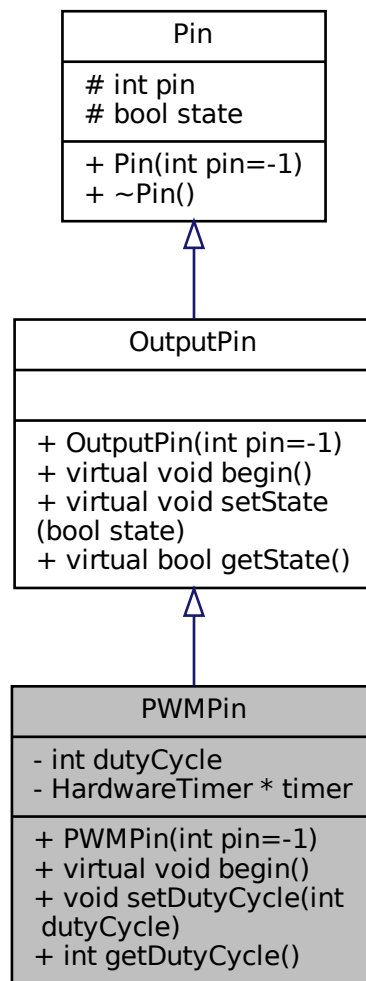 Pin
# int pin
# bool state
+ Pin(int pin=-1)
+ ~Pin()
OutputPin
+ OutputPin(int pin=-1)
+ virtual void begin()
+ virtual void setState
(bool state)
+ virtual bool getState()
PWMPin
- int dutyCycle
- HardwareTimer * timer
+ PWMPin(int pin=-1)
+ virtual void begin()
+ void setDutyCycle(int
dutyCycle)
+ int getDutyCycle()